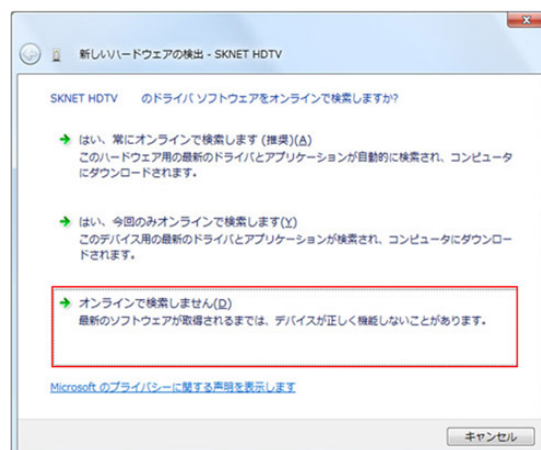 新しいハードウェアの検出 - SKNET HDTV
SKNET HDTV のドライバ ソフトウェアをオンラインで検索しますか?
はい、常にオンラインで検索します (推奨)(A)
このハードウェア用の最新のドライバとアプリケーションが自動的に検索され、コンピュータ
にダウンロードされます。
はい、今回のみオンラインで検索します(Y)
このデバイス用の最新のドライバとアプリケーションが検索され、コンピュータにダウンロー
ドされます。
オンラインで検索しません(D)
最新のソフトウェアが取得されるまでは、デバイスが正しく機能しないことがあります。
Microsoft のプライバシーに関する声明を表示します
キャンセル